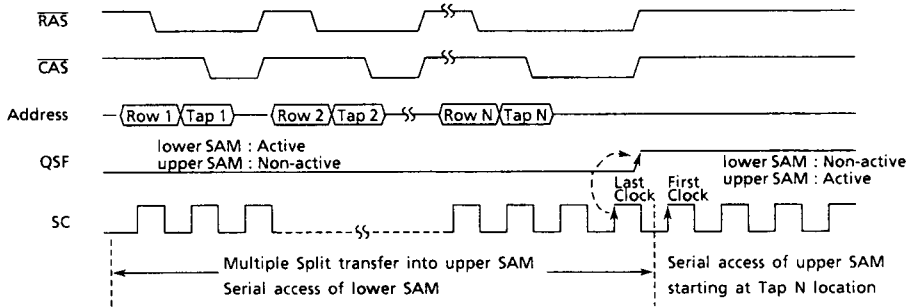 RAS
CAS
Address
Row 1 Tap 1 Row 2 Tap 2 Row N Tap N
QSF
lower SAM : Active
upper SAM : Non-active
lower SAM : Non-active
upper SAM : Active
Last
Clock
First
Clock
SC
Multiple Split transfer into upper SAM
Serial access of lower SAM
Serial access of upper SAM
starting at Tap N location